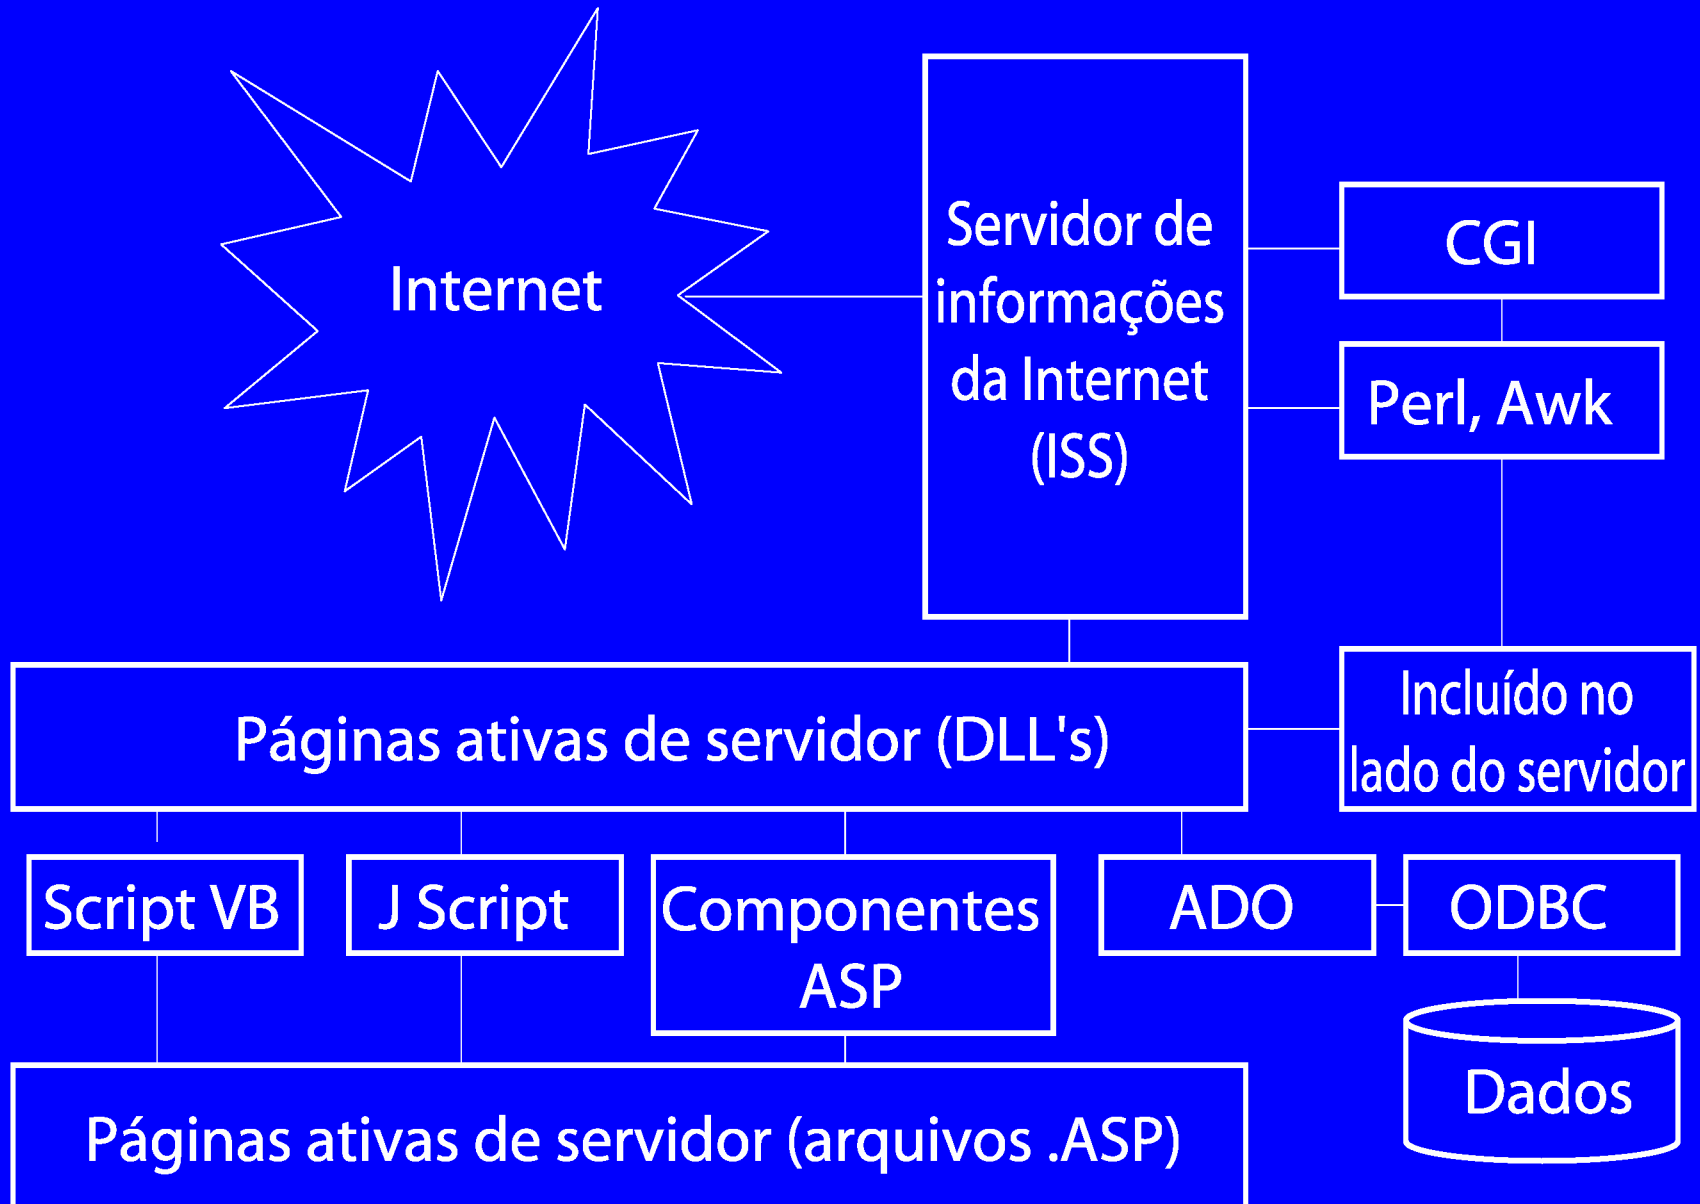 Internet
Servidor de
informações
da Internet
(ISS)
CGI
Perl, Awk
Páginas ativas de servidor (DLL's)
Incluído no
lado do servidor
Script VB
J Script
Componentes
ASP
ADO
ODBC
Dados
Páginas ativas de servidor (arquivos .ASP)